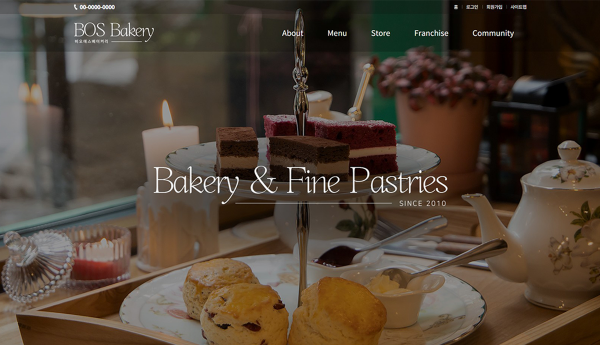 00-0000-0000
홈 | 로그인 | 회원가입 | 사이트맵
BOS Bakery
비오에스베이커리
About Menu Store Franchise Community
Bakery & Fine Pastries
SINCE 2010